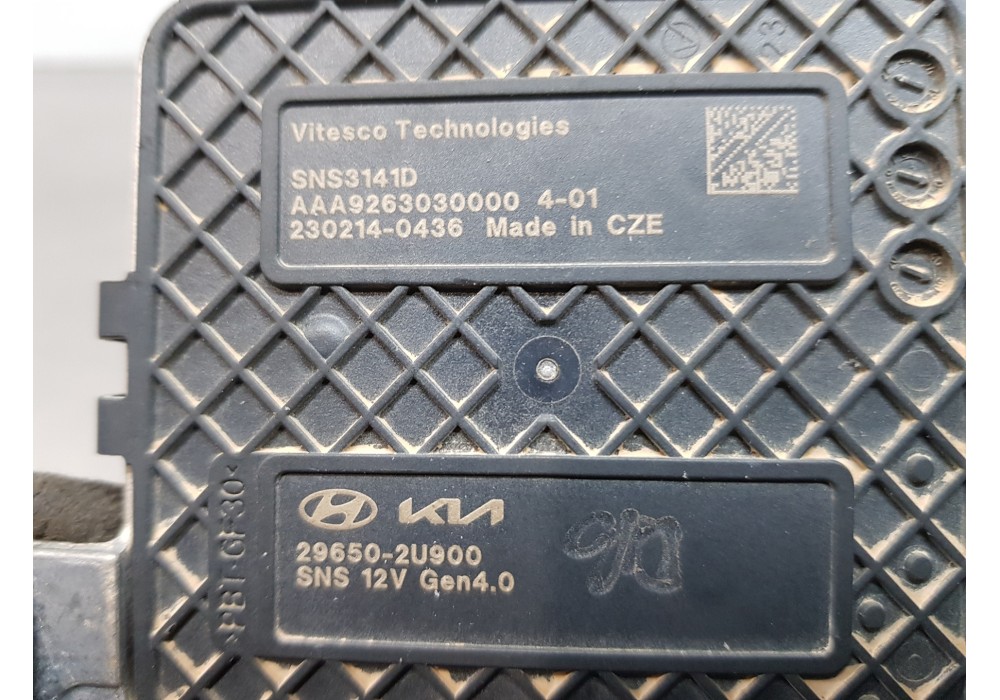 23
Vitesco Technologies
SNS3141D
AAA9263030000 4-01
230214-0436 Made in CZE
KIA
29650-2U900
SNS 12V Gen4.0
>PBT-GF30<